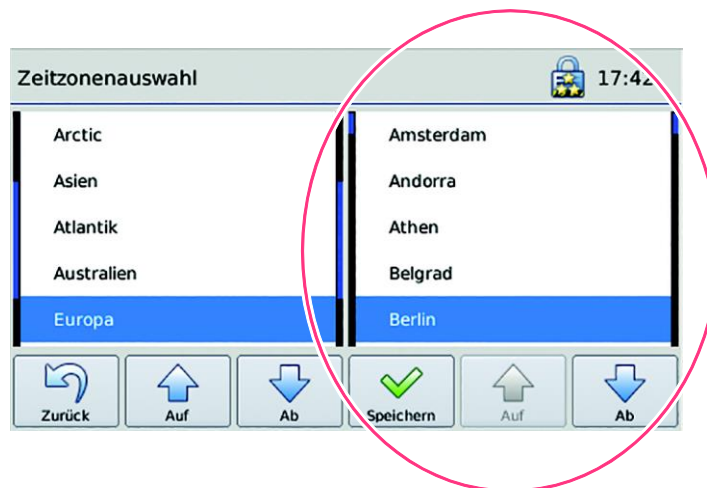 Zeitzonenauswahl 17:42
Arctic
Asien
Atlantik
Australien
Europa
Amsterdam
Andorra
Athen
Belgrad
Berlin
Zurück
Auf
Ab
Speichern
Auf
Ab